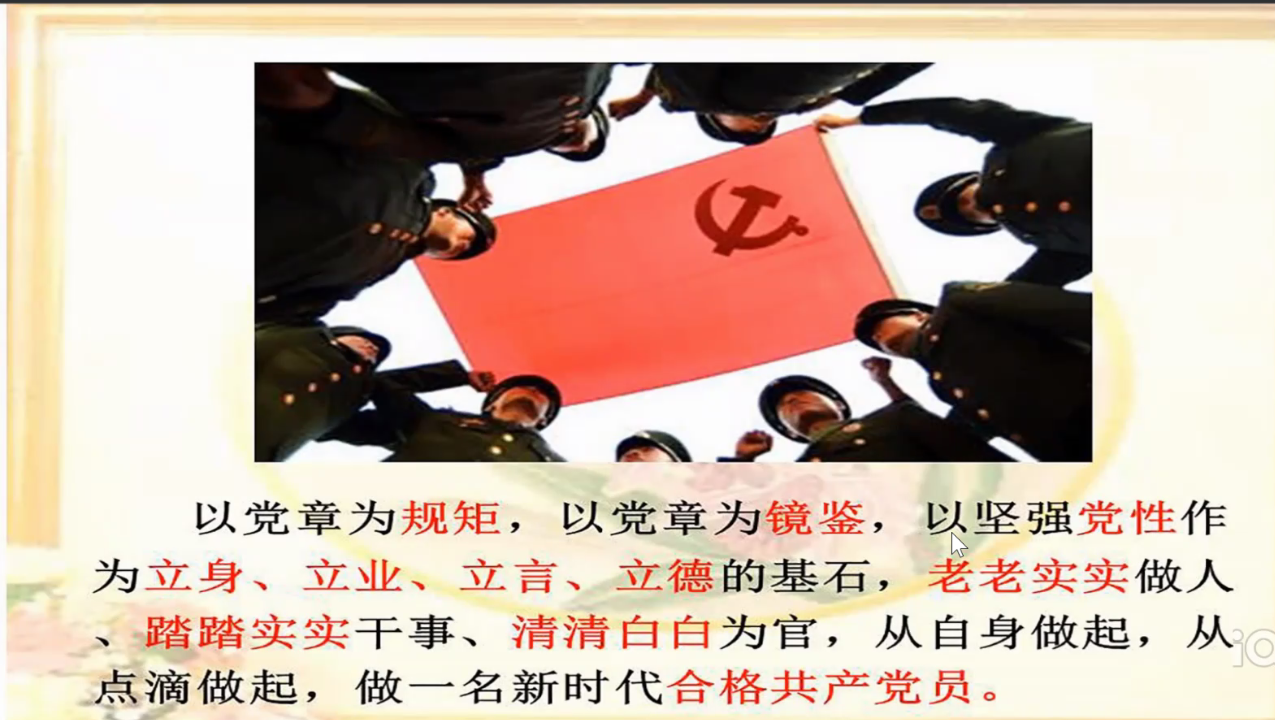 以党章为规矩，以党章为镜鉴，以坚强党性作
为立身、立业、立言、立德的基石，老老实实做人
、踏踏实实干事、清清白白为官，从自身做起，从
点滴做起，做一名新时代合格共产党员。